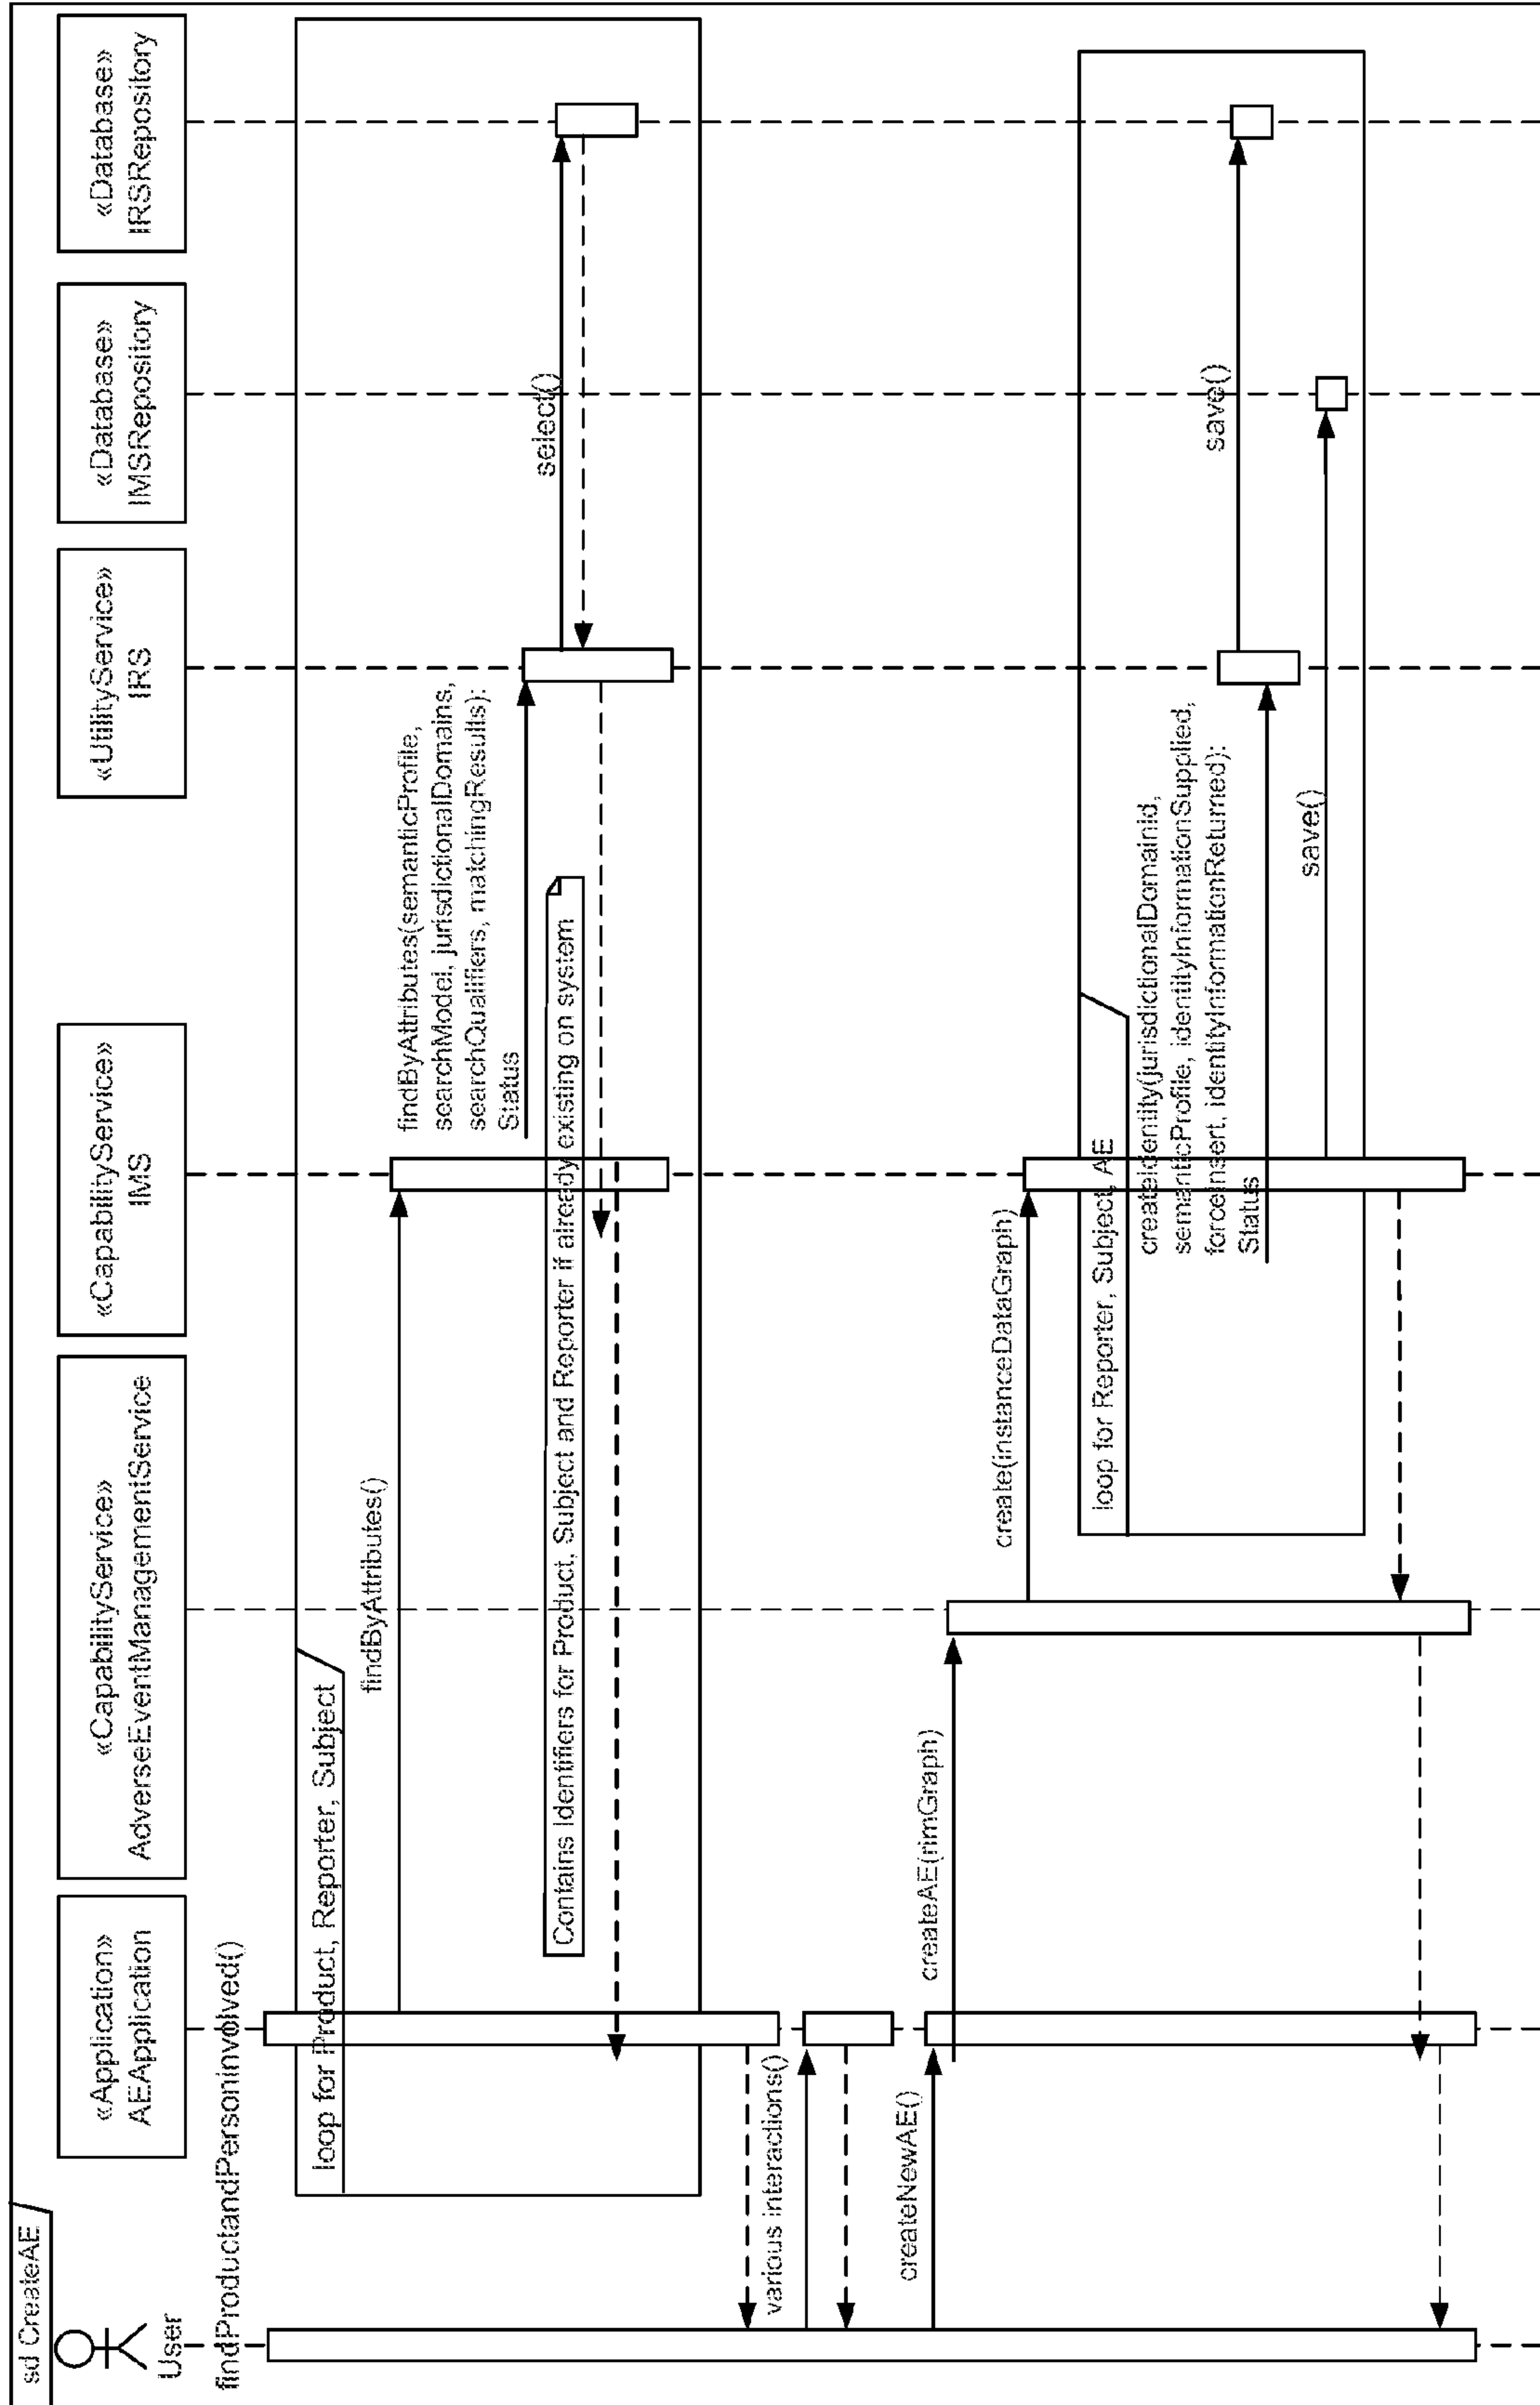 sd CreateAE
User
«Application»
AEApplication
«CapabilityService»
AdverseEventManagementService
«CapabilityService»
IMS
«UtilityService»
IRS
«Database»
IMSRepository
«Database»
IRSRepository
findProductandPersoninvolved()
loop for Product, Reporter, Subject
findByAttributes()
findByAttributes(semanticProfile,
searchModel, jurisdictionalDomains,
searchQualifiers, matchingResults):
Status
select()
Contains Identifiers for Product, Subject and Reporter if already existing on system
various interactions()
createNewAE()
createAE(rimGraph)
create(instanceDataGraph)
loop for Reporter, Subject, AE
createIdentity(jurisdictionalDomainId,
semanticProfile, identityInformationSupplied,
forceInsert, identityInformationReturned):
Status
save()
save()